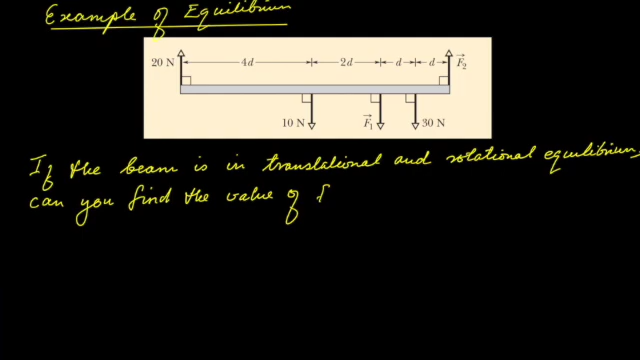 Example of Equilibrium
20 N 4d 2d d d F₂
10 N F₁ 30 N
If the beam is in translational and rotational equilibrium,
can you find the value of